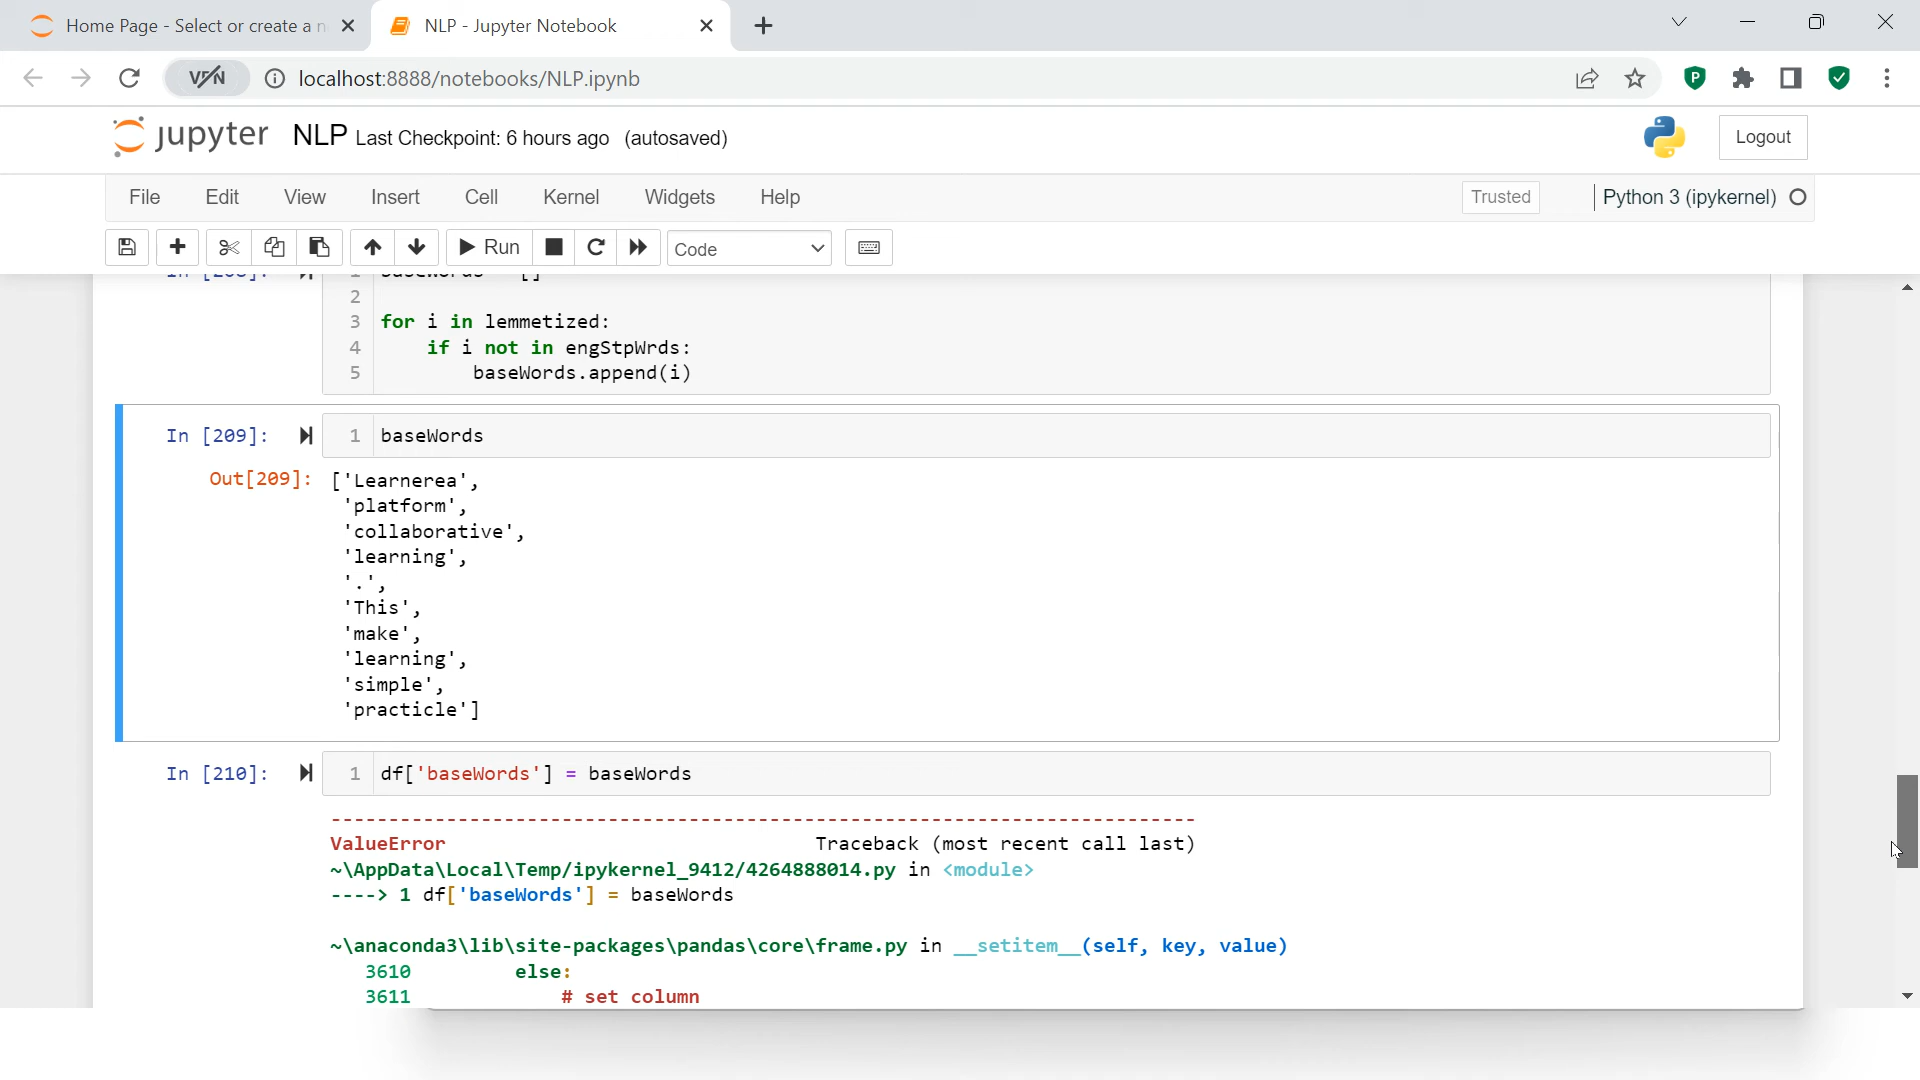 Home Page - Select or create a n
NLP - Jupyter Notebook
VPN
localhost:8888/notebooks/NLP.ipynb
P
jupyter NLP Last Checkpoint: 6 hours ago (autosaved)
Logout
File Edit View Insert Cell Kernel Widgets Help
Trusted
Python 3 (ipykernel)
Run
Code
2
3 for i in lemmetized:
4 if i not in engStpWrds:
5 baseWords.append(i)
In [209]: 1 baseWords
Out[209]: ['Learnerea',
'platform',
'collaborative',
'learning',
'.',
'This',
'make',
'learning',
'simple',
'practicle']
In [210]: 1 df['baseWords'] = baseWords
---------------------------------------------------------------------------
ValueError Traceback (most recent call last)
~\AppData\Local\Temp/ipykernel_9412/4264888014.py in <module>
----> 1 df['baseWords'] = baseWords
~\anaconda3\lib\site-packages\pandas\core\frame.py in __setitem__(self, key, value)
3610 else:
3611 # set column